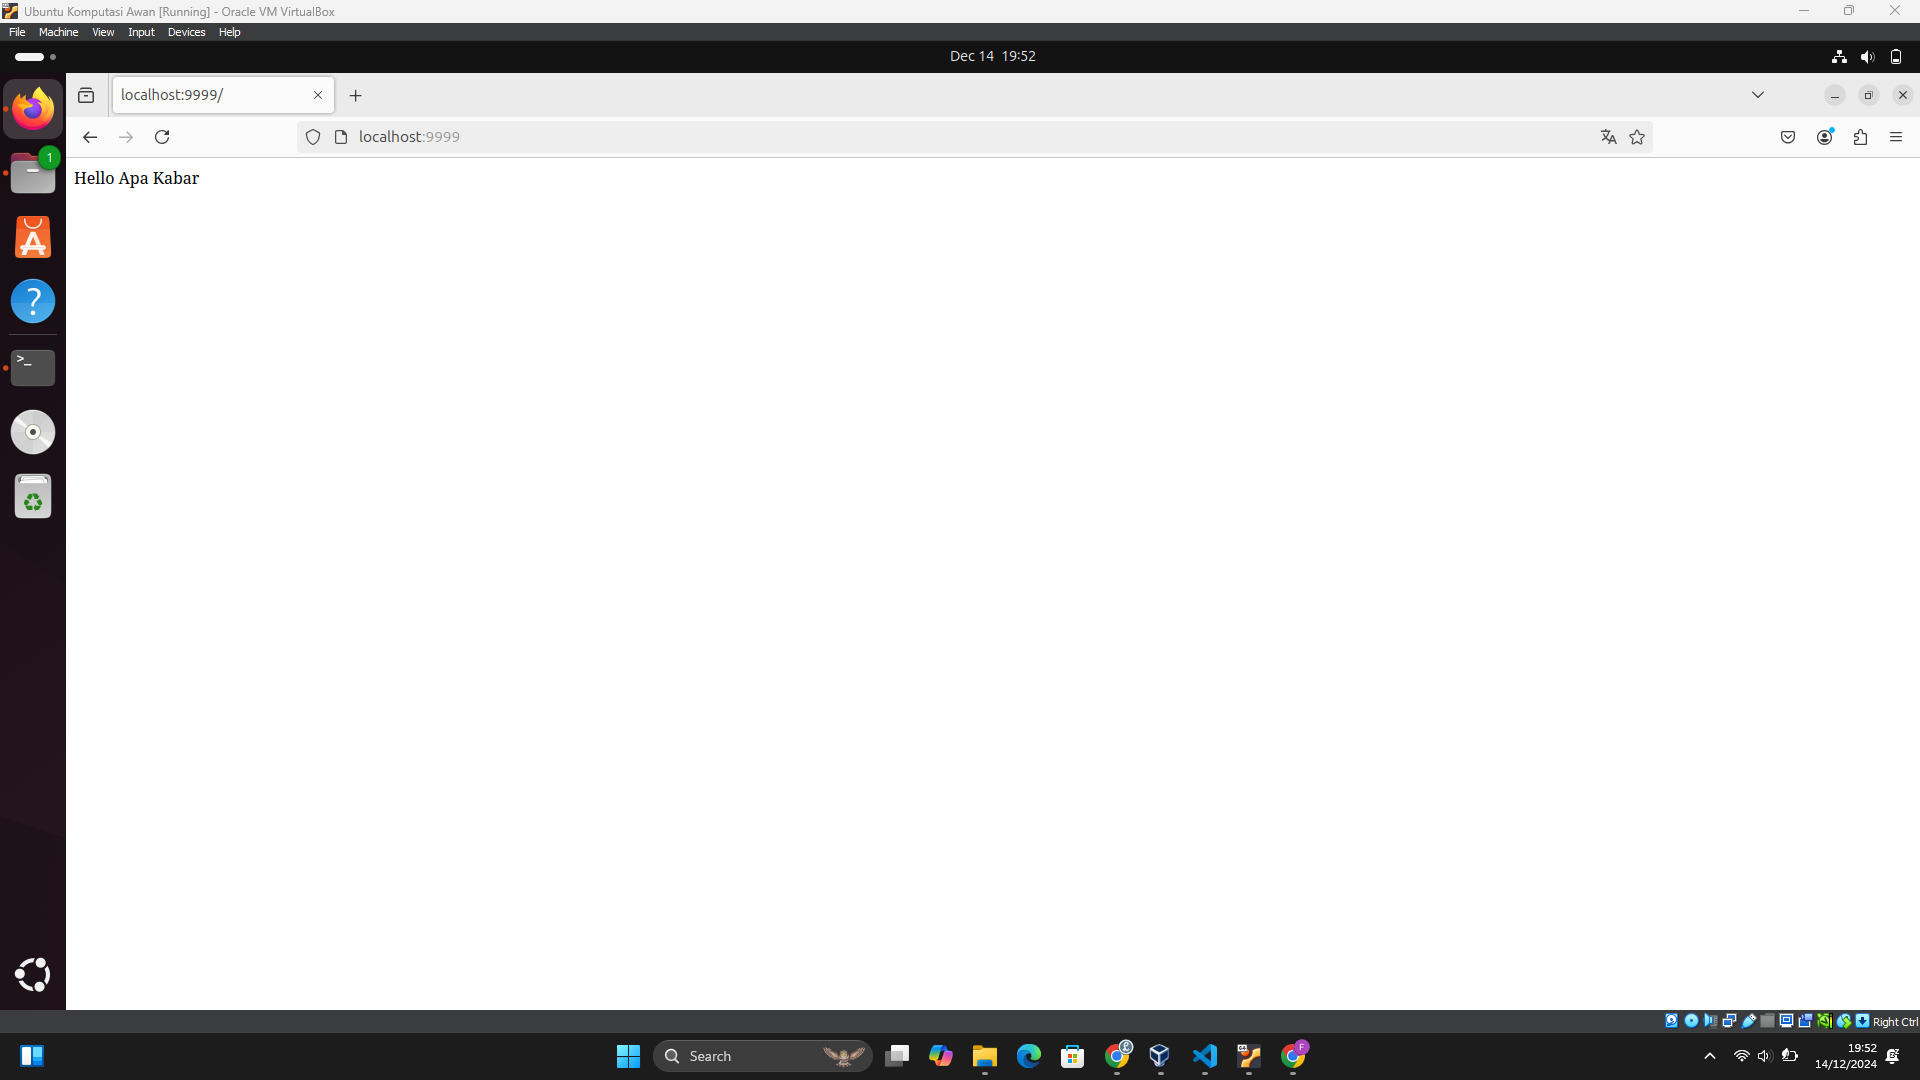 Ubuntu Komputasi Awan [Running] - Oracle VM VirtualBox
File Machine View Input Devices Help
Dec 14 19:52
localhost:9999/
localhost:9999
1
Hello Apa Kabar
>_
Right Ctrl
Search
64
F
19:52
14/12/2024